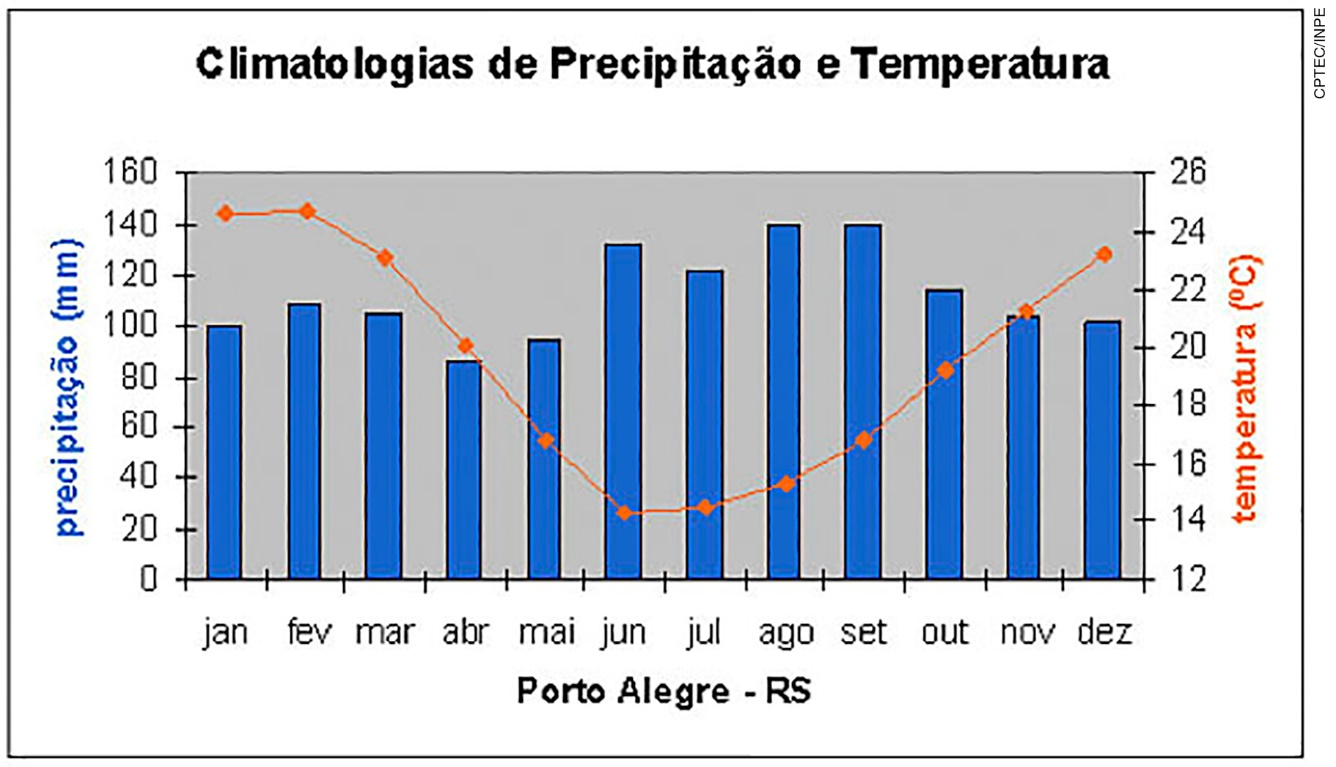 CPTEC/INPE
Climatologias de Precipitação e Temperatura
precipitação (mm)
160
140
120
100
80
60
40
20
0
26
24
22
20
18
16
14
12
temperatura (ºC)
jan fev mar abr mai jun jul ago set out nov dez
Porto Alegre - RS